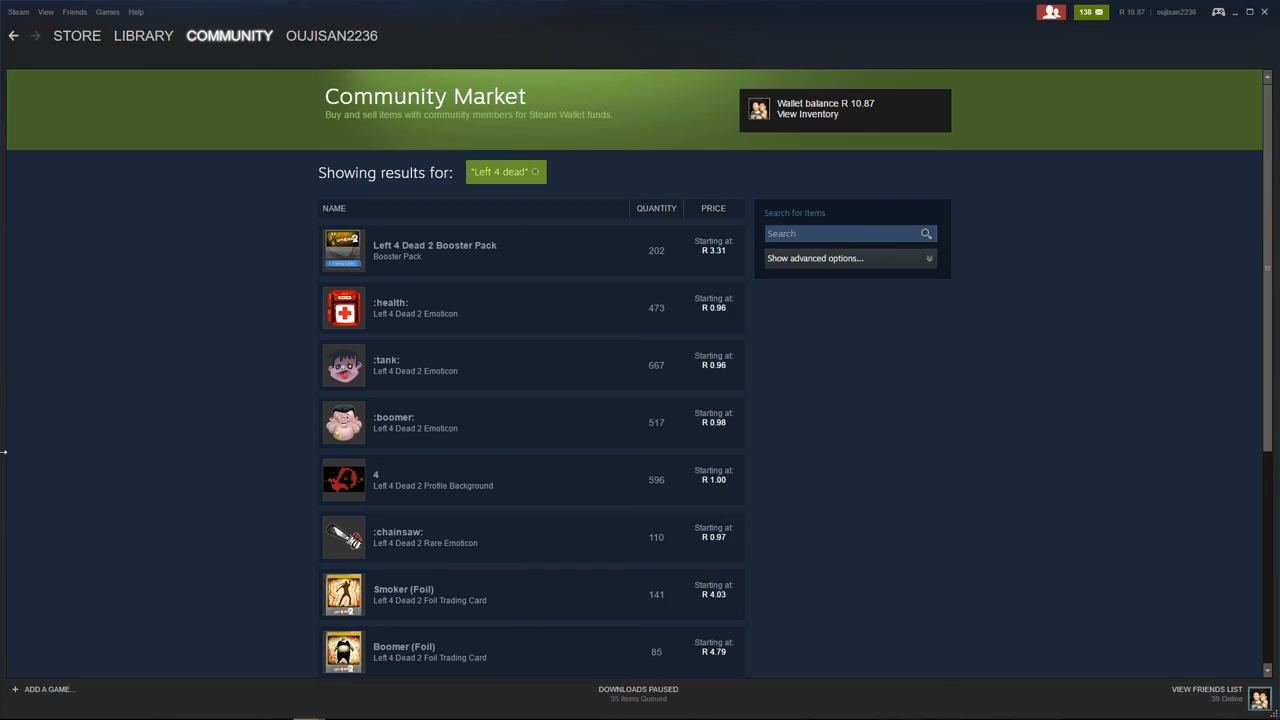 Steam View Friends Games Help
138
R 10.87 | oujisan2236
STORE LIBRARY COMMUNITY OUJISAN2236
Community Market
Buy and sell items with community members for Steam Wallet funds.
Wallet balance R 10.87
View Inventory
Showing results for: "Left 4 dead"
NAME QUANTITY PRICE
Left 4 Dead 2 Booster Pack
Booster Pack
202
Starting at:
R 3.31
:health:
Left 4 Dead 2 Emoticon
473
Starting at:
R 0.96
:tank:
Left 4 Dead 2 Emoticon
667
Starting at:
R 0.96
:boomer:
Left 4 Dead 2 Emoticon
517
Starting at:
R 0.98
4
Left 4 Dead 2 Profile Background
596
Starting at:
R 1.00
:chainsaw:
Left 4 Dead 2 Rare Emoticon
110
Starting at:
R 0.97
Smoker (Foil)
Left 4 Dead 2 Foil Trading Card
141
Starting at:
R 4.03
Boomer (Foil)
Left 4 Dead 2 Foil Trading Card
85
Starting at:
R 4.79
Search for Items
Search
Show advanced options...
+ ADD A GAME...
DOWNLOADS PAUSED
35 Items Queued
VIEW FRIENDS LIST
39 Online